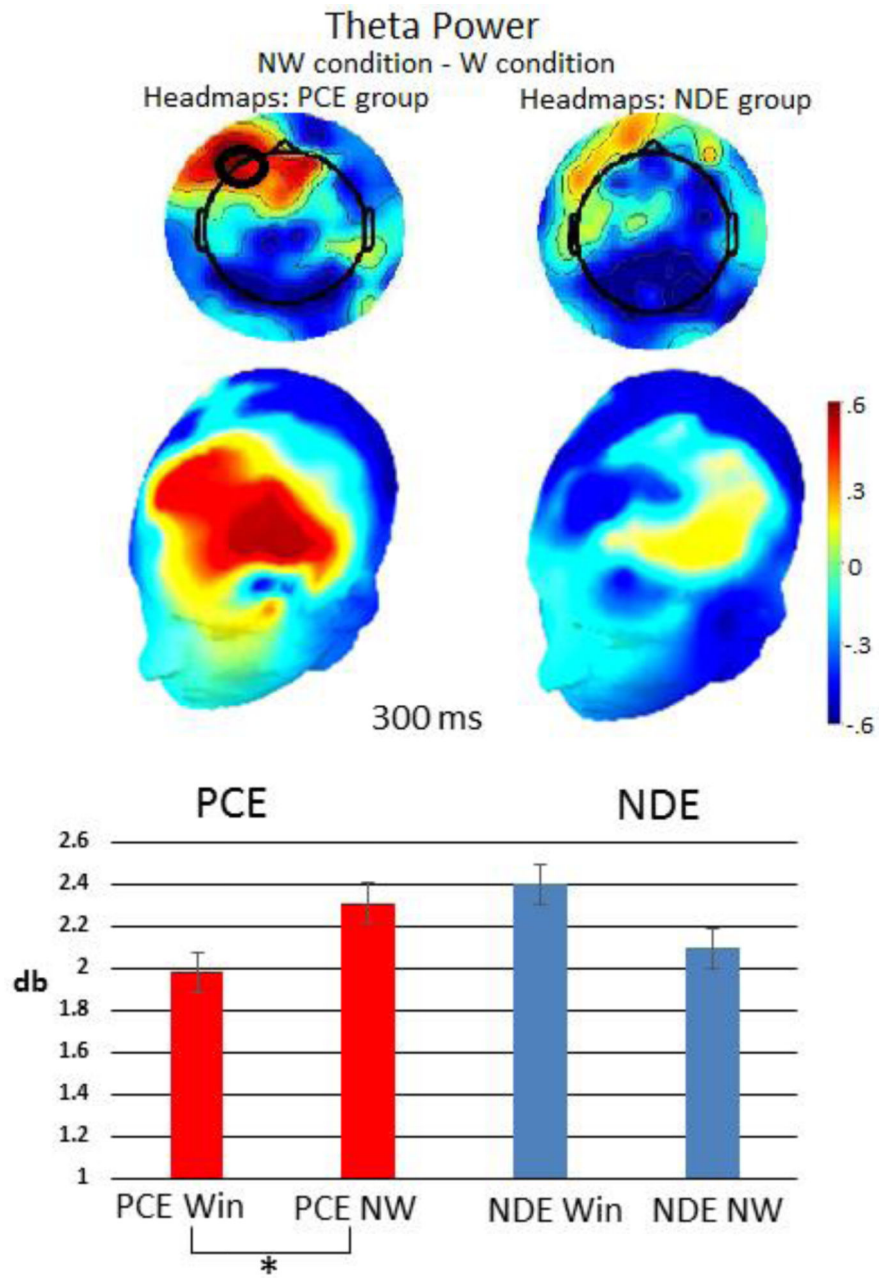 Theta Power
NW condition - W condition
Headmaps: PCE group
Headmaps: NDE group
.6
.3
0
-.3
-.6
300 ms
PCE
NDE
2.6
2.4
2.2
2
1.8
1.6
1.4
1.2
1
db
PCE Win
PCE NW
NDE Win
NDE NW
*